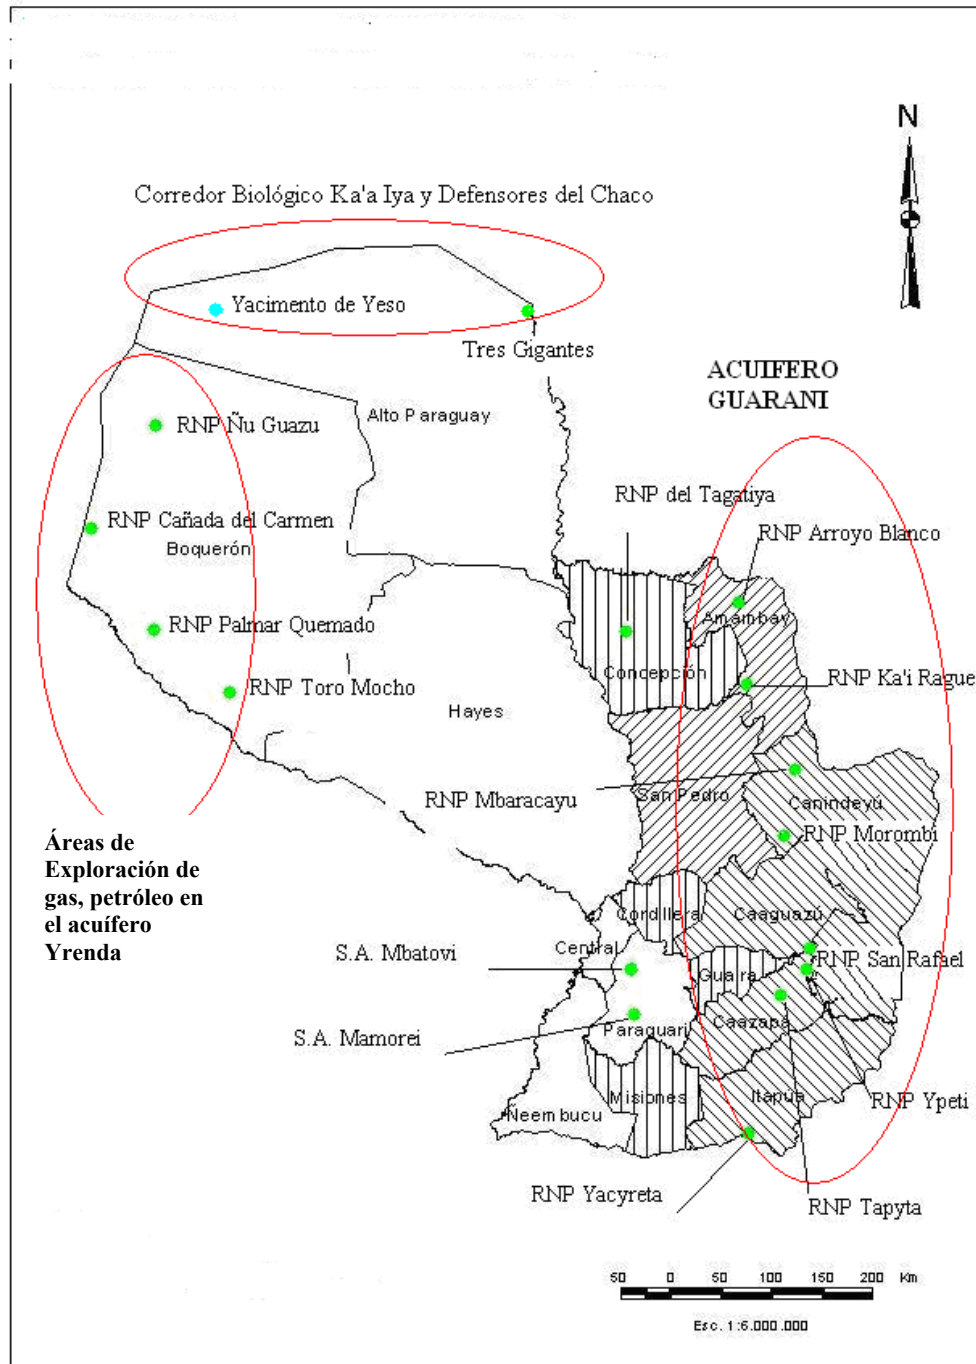 N
Corredor Biológico Ka'a Iya y Defensores del Chaco
Yacimento de Yeso
Tres Gigantes
ACUIFERO
GUARANI
Alto Paraguay
RNP Ñu Guazu
RNP del Tagatiya
RNP Cañada del Carmen
RNP Arroyo Blanco
Boquerón
Amambay
RNP Palmar Quemado
Concepción
RNP Ka'i Rague
RNP Toro Mocho
Hayes
RNP Mbaracayu
San Pedro
Canindeyú
RNP Morombi
Áreas de
Exploración de
gas, petróleo en
el acuífero
Yrenda
Cordillera
Caaguazú
Central
S.A. Mbatovi
Guaira
RNP San Rafael
S.A. Mamorei
Paraguari
Caazapa
Misiones
Itapúa
RNP Ypeti
Ñeembucu
RNP Yacyreta
RNP Tapyta
50 0 50 100 150 200 Km
Esc. 1:6.000.000